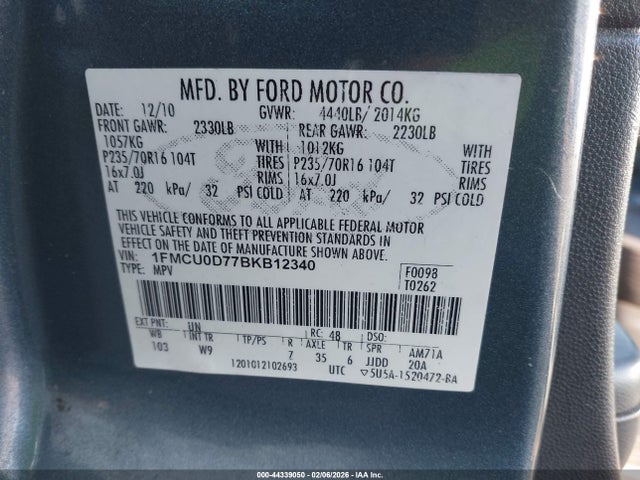 MFD. BY FORD MOTOR CO.
DATE: 12/10 GVWR: 4440LB/ 2014KG
FRONT GAWR: 2330LB REAR GAWR: 2230LB
1057KG WITH 1012KG WITH
P235/70R16 104T TIRES P235/70R16 104T TIRES
16x7.0J RIMS 16x7.0J RIMS
AT 220 kPa/ 32 PSI COLD AT 220 kPa/ 32 PSI COLD
THIS VEHICLE CONFORMS TO ALL APPLICABLE FEDERAL MOTOR
VEHICLE SAFETY AND THEFT PREVENTION STANDARDS IN
EFFECT ON THE DATE OF MANUFACTURE SHOWN ABOVE.
VIN: 1FMCU0D77BKB12340
TYPE: MPV
F0098
T0262
EXT PNT: UN RC: 48 DSO:
WB INT TR TP/PS R AXLE TR SPR AM71A
103 W9 7 35 6 JJDD 20A
1201012102693 UTC ▽5U5A-1520472-BA
000-44339050 - 02/06/2026 - IAA Inc.